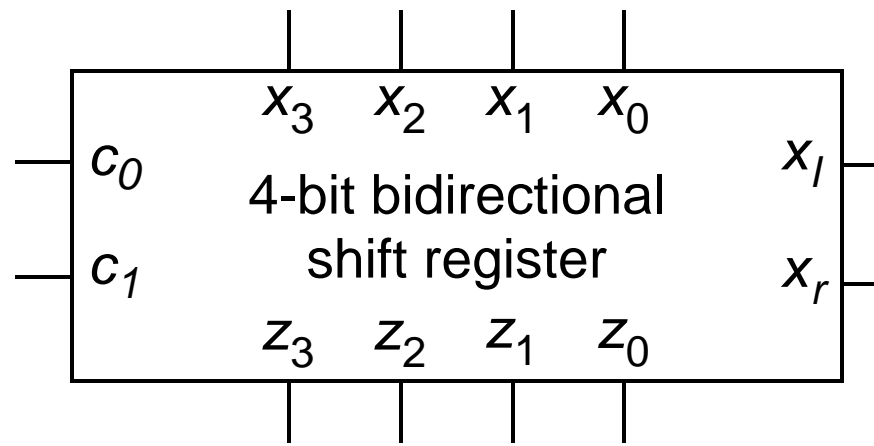 x3 x2 x1 x0
c0 xl
4-bit bidirectional
shift register
c1 xr
z3 z2 z1 z0